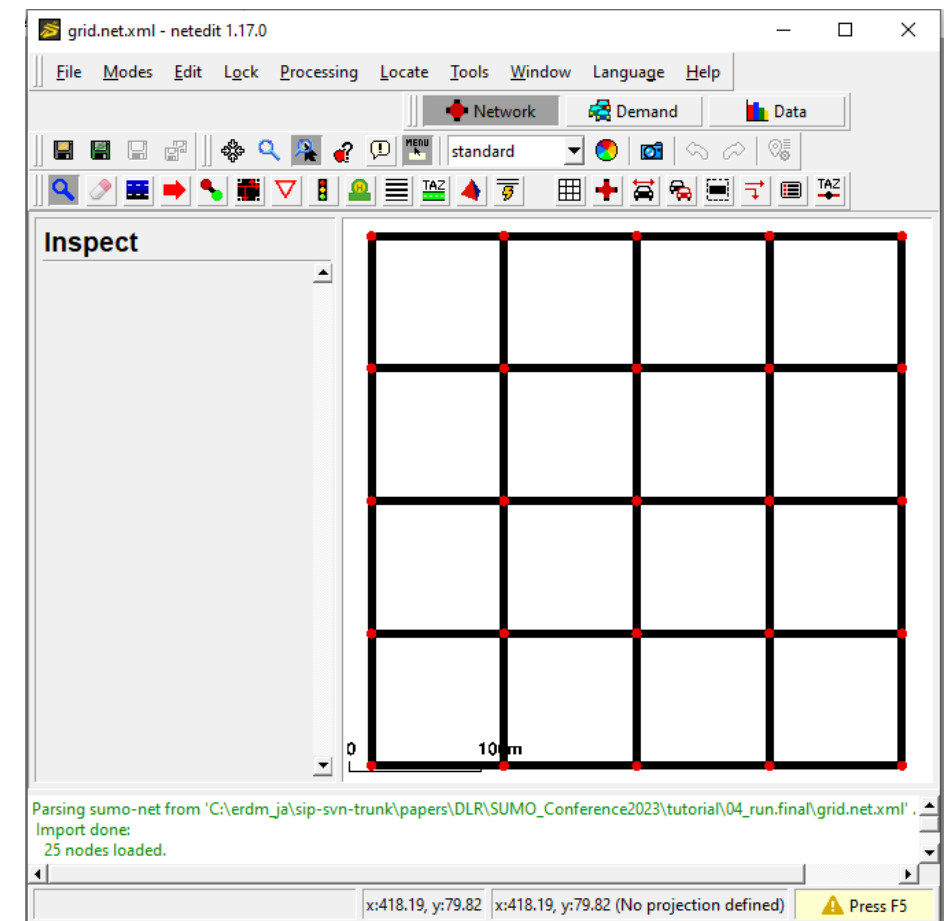 grid.net.xml - netedit 1.17.0
File Modes Edit Lock Processing Locate Tools Window Language Help
Network Demand Data
MENU standard
H TAZ TAZ
Inspect
0 100m
Parsing sumo-net from 'C:\erdm_ja\sip-svn-trunk\papers\DLR\SUMO_Conference2023\tutorial\04_run.final\grid.net.xml' .
Import done:
25 nodes loaded.
x:418.19, y:79.82 x:418.19, y:79.82 (No projection defined) Press F5